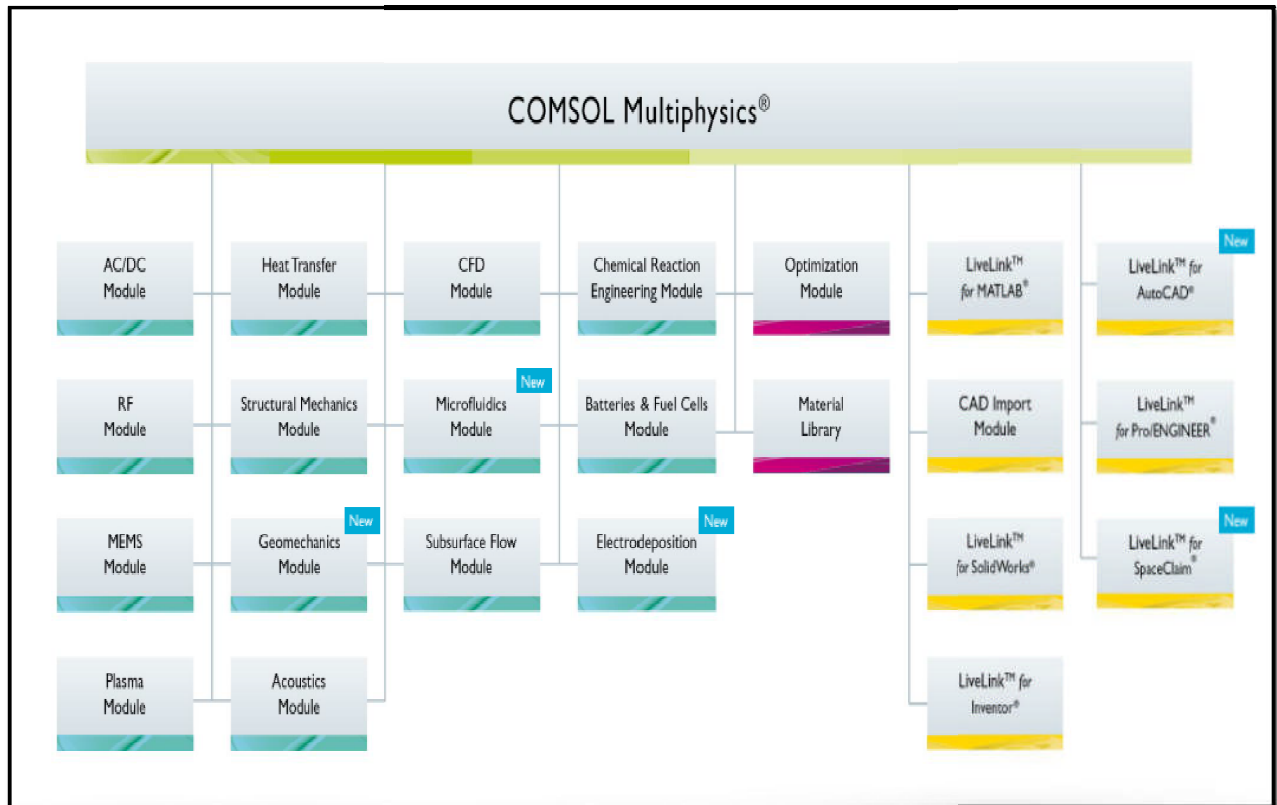 COMSOL Multiphysics®
AC/DC
Module
Heat Transfer
Module
CFD
Module
Chemical Reaction
Engineering Module
Optimization
Module
LiveLink™
for MATLAB®
New
LiveLink™ for
AutoCAD®
RF
Module
Structural Mechanics
Module
New
Microfluidics
Module
Batteries & Fuel Cells
Module
Material
Library
CAD Import
Module
LiveLink™
for Pro/ENGINEER®
MEMS
Module
New
Geomechanics
Module
Subsurface Flow
Module
New
Electrodeposition
Module
LiveLink™
for SolidWorks®
New
LiveLink™ for
SpaceClaim®
Plasma
Module
Acoustics
Module
LiveLink™ for
Inventor®